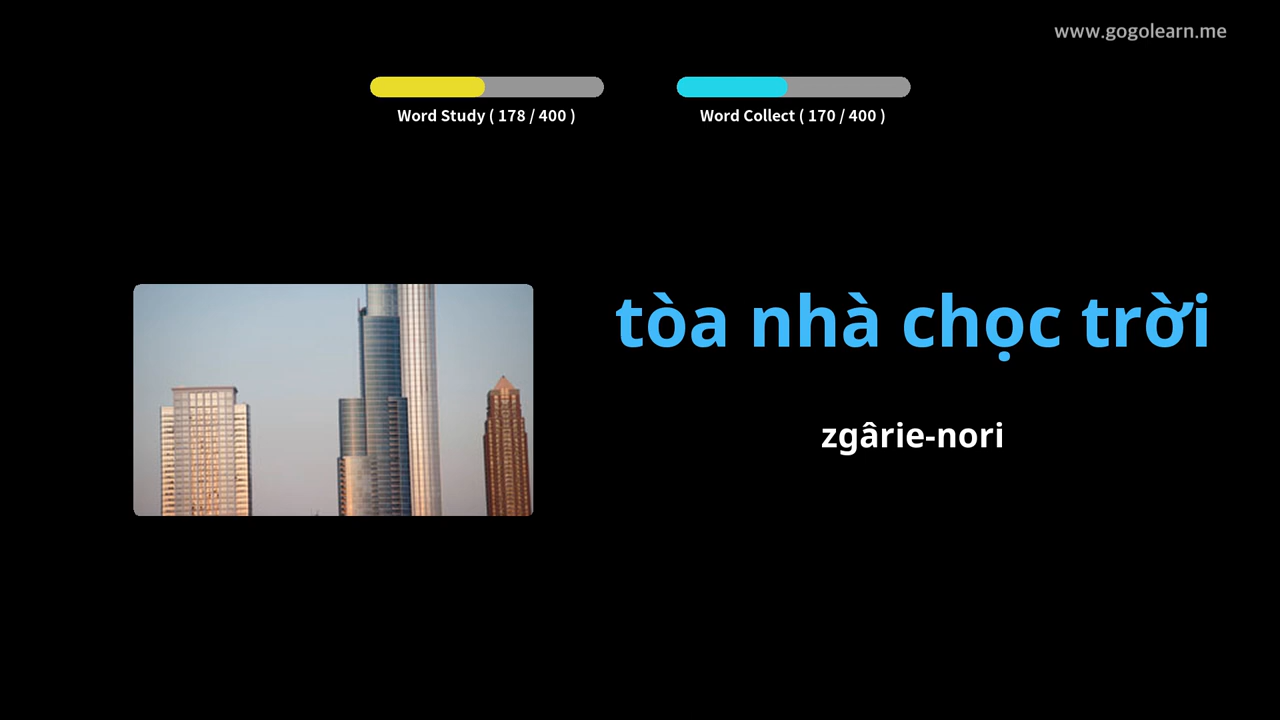 www.gogolearn.me
Word Study ( 178 / 400 )
Word Collect ( 170 / 400 )
tòa nhà chọc trời
zgârie-nori